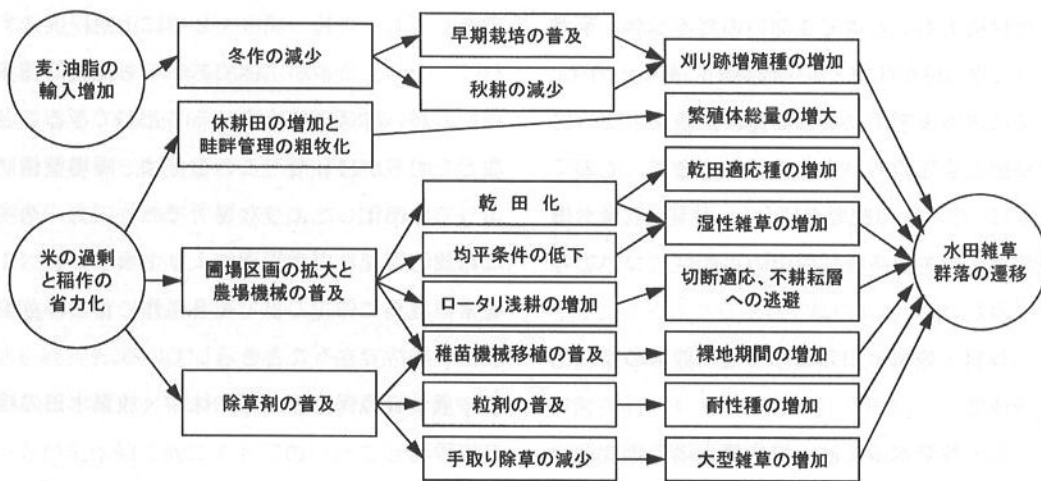 麦・油脂の
輸入増加
米の過剰
と稲作の
省力化
冬作の減少
休耕田の増加と
畦畔管理の粗牧化
圃場区画の拡大と
農場機械の普及
除草剤の普及
早期栽培の普及
秋耕の減少
乾田化
均平条件の低下
ロータリ浅耕の増加
稚苗機械移植の普及
粒剤の普及
手取り除草の減少
刈り跡増殖種の増加
繁殖体総量の増大
乾田適応種の増加
湿性雑草の増加
切断適応、不耕耘層
への逃避
裸地期間の増加
耐性種の増加
大型雑草の増加
水田雑草
群落の遷移